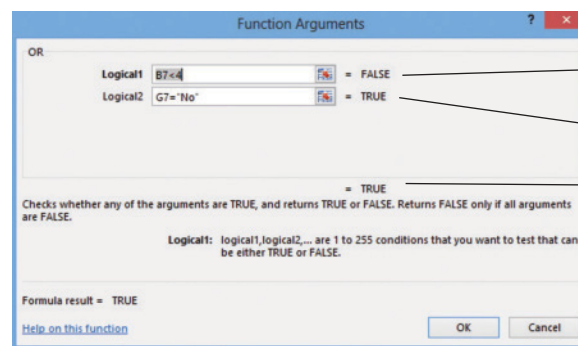 Function Arguments ? ×
OR
Logical1 B7<4 = FALSE
Logical2 G7="No" = TRUE
= TRUE
Checks whether any of the arguments are TRUE, and returns TRUE or FALSE. Returns FALSE only if all arguments
are FALSE.
Logical1: logical1,logical2,... are 1 to 255 conditions that you want to test that can
be either TRUE or FALSE.
Formula result = TRUE
Help on this function OK Cancel